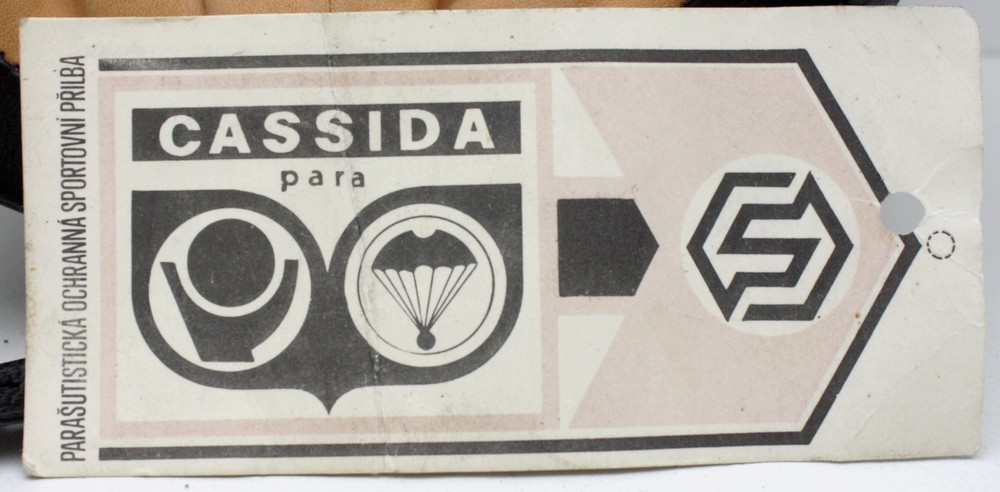 PARAŠUTISTICKÁ OCHRANNÁ SPORTOVNÍ PŘILBA
CASSIDA
para